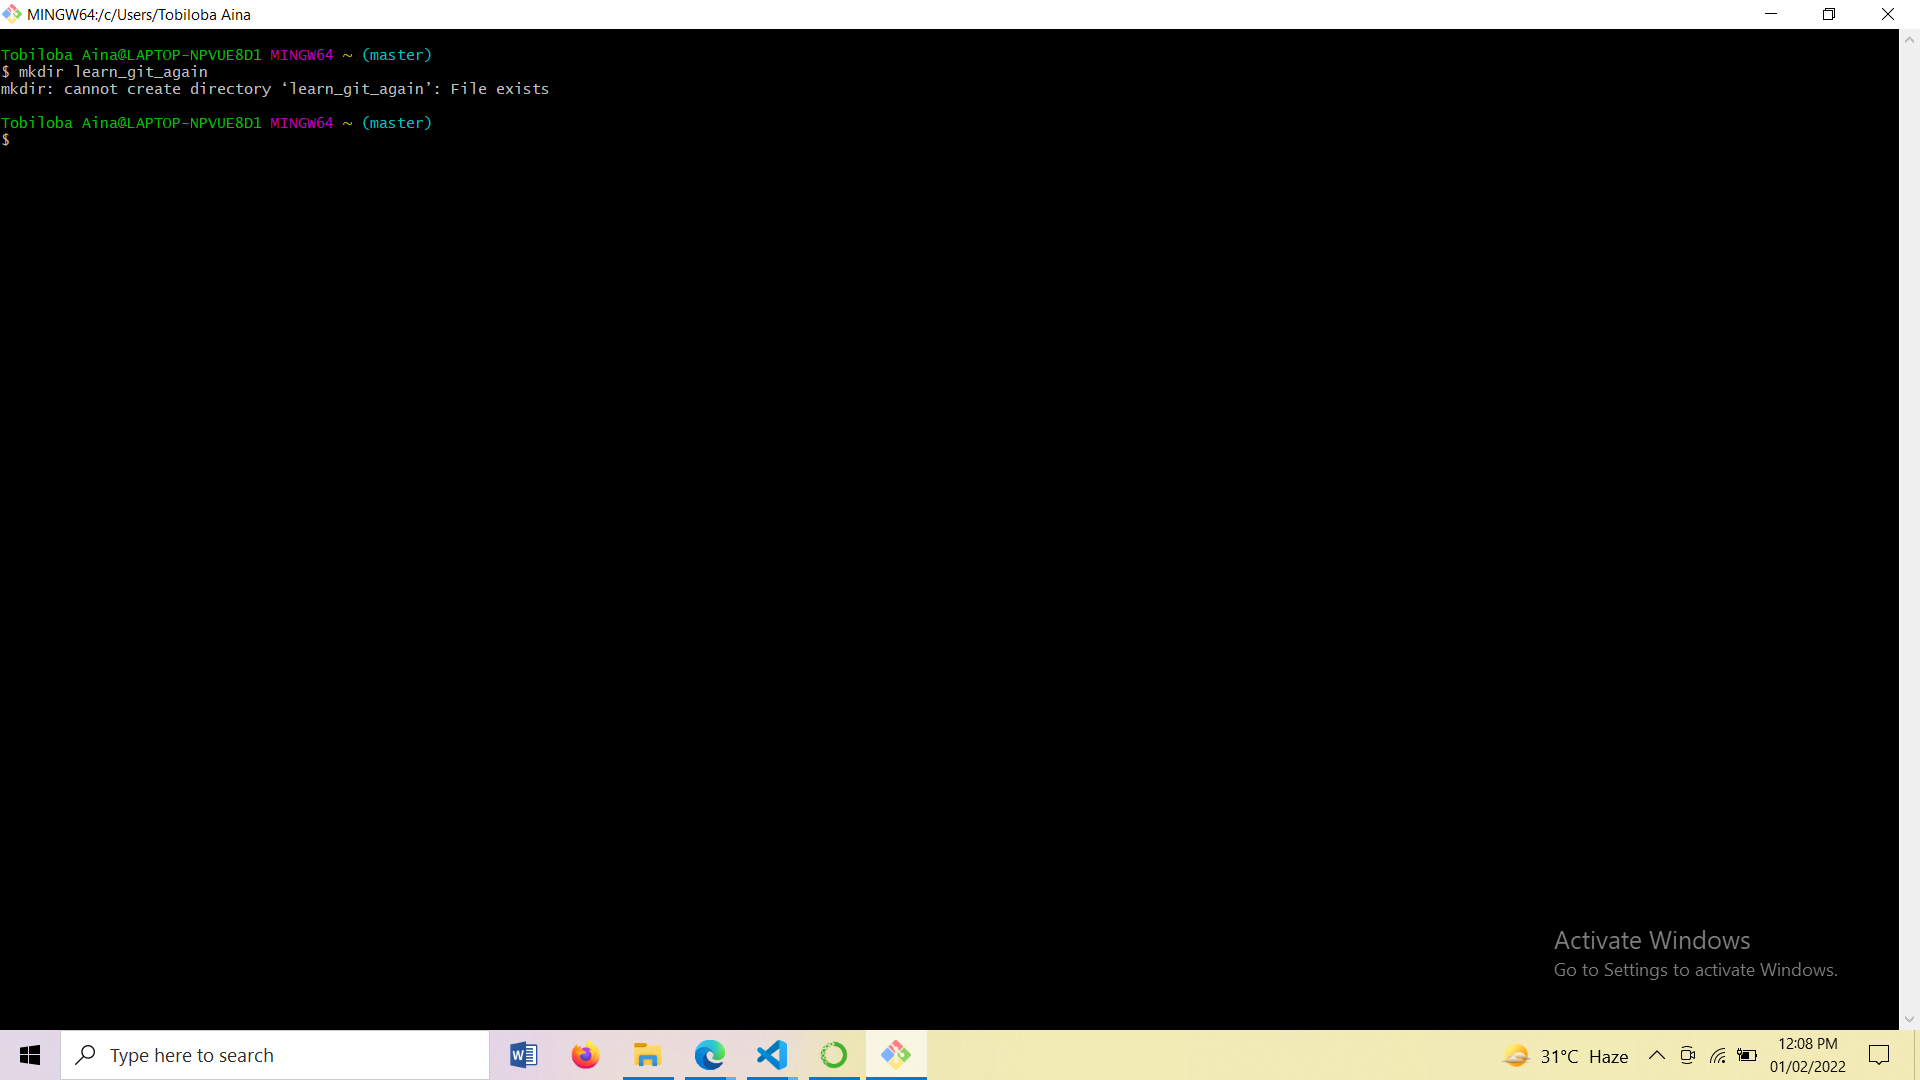 MINGW64:/c/Users/Tobiloba Aina
Tobiloba Aina@LAPTOP-NPVUE8D1 MINGW64 ~ (master)
$ mkdir learn_git_again
mkdir: cannot create directory ‘learn_git_again’: File exists
Tobiloba Aina@LAPTOP-NPVUE8D1 MINGW64 ~ (master)
$
Activate Windows
Go to Settings to activate Windows.
Type here to search
31°C Haze
12:08 PM
01/02/2022